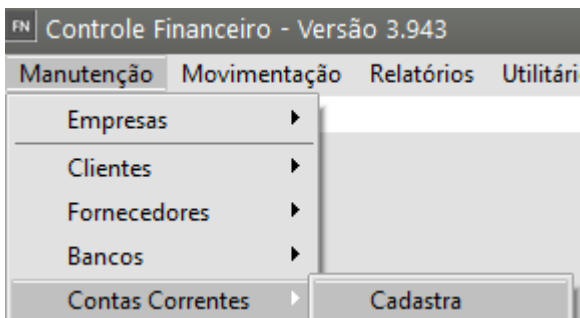 FN Controle Financeiro - Versão 3.943
Manutenção Movimentação Relatórios
Empresas
Clientes
Fornecedores
Bancos
Contas Correntes Cadastra